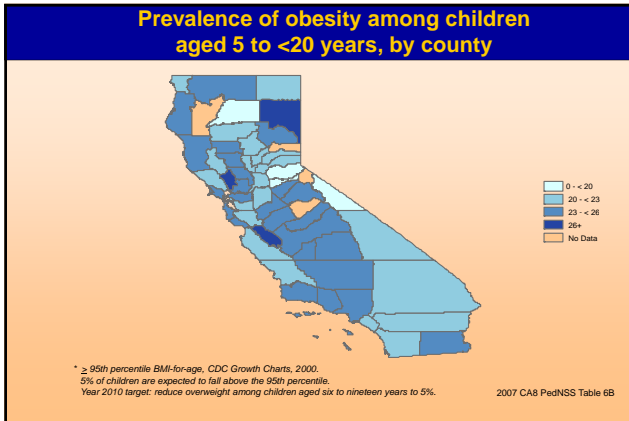 Prevalence of obesity among children
aged 5 to <20 years, by county
0 - < 20
20 - < 23
23 - < 26
26+
No Data
* > 95th percentile BMI-for-age, CDC Growth Charts, 2000.
5% of children are expected to fall above the 95th percentile.
Year 2010 target: reduce overweight among children aged six to nineteen years to 5%.
2007 CA8 PedNSS Table 6B